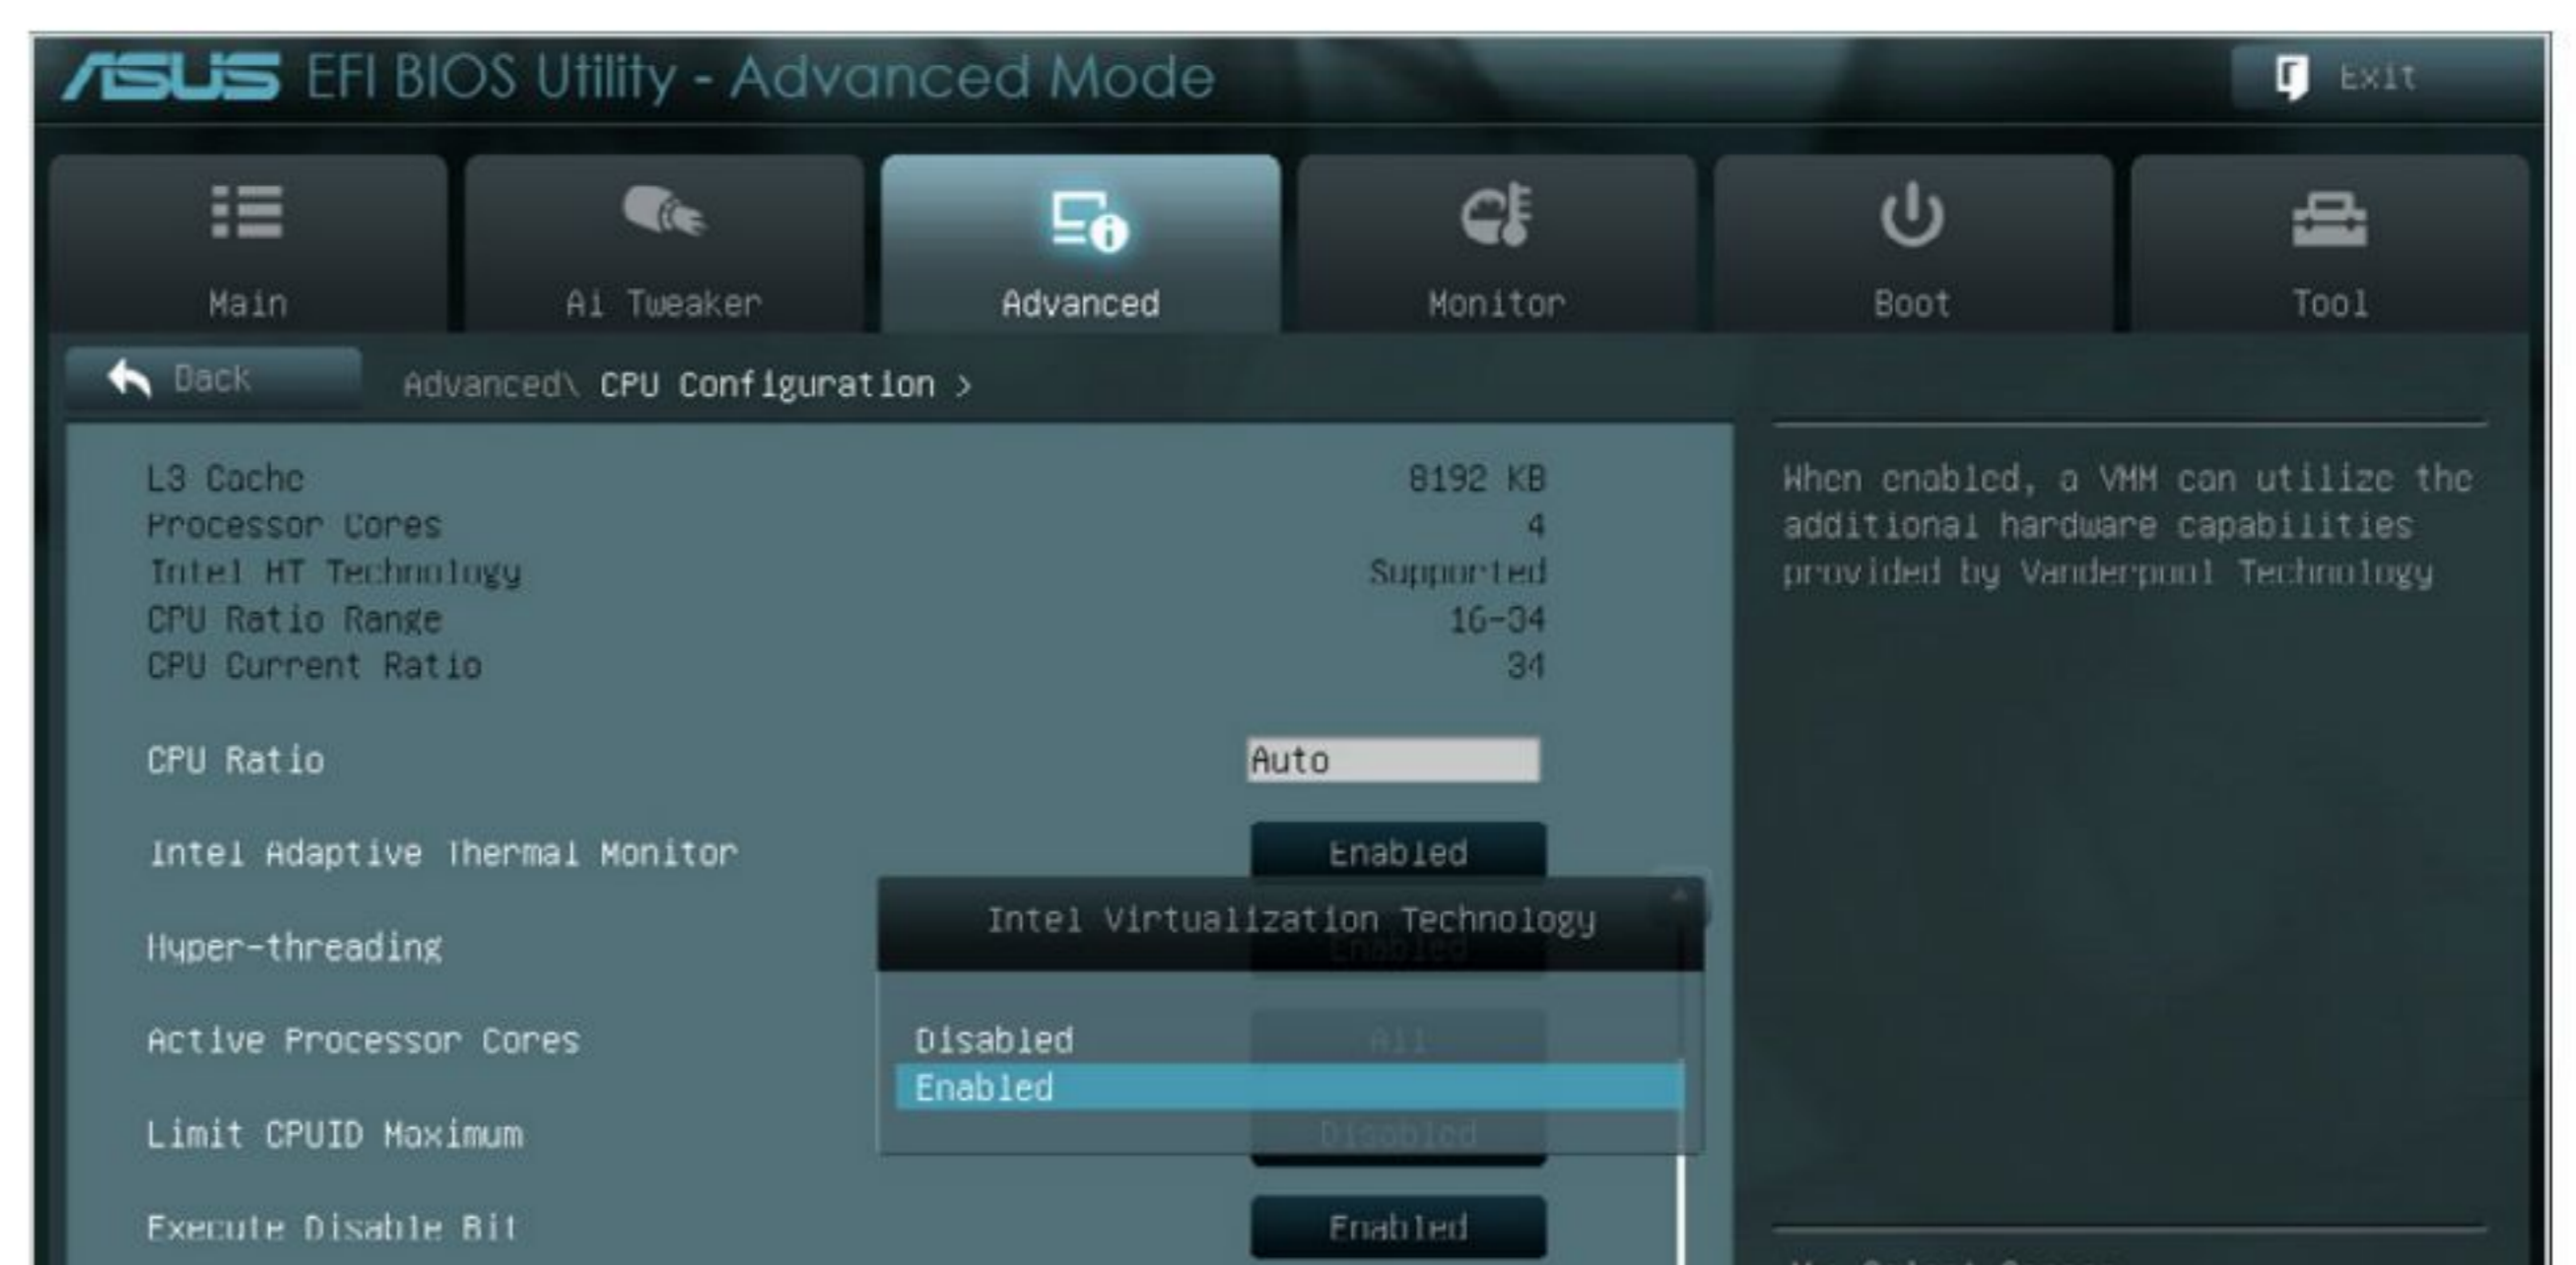 ASUS EFI BIOS Utility - Advanced Mode
Exit
Main
Ai Tweaker
Advanced
Monitor
Boot
Tool
Back
Advanced\ CPU Configuration >
L3 Cache 8192 KB
Processor Cores 4
Intel HT Technology Supported
CPU Ratio Range 16-34
CPU Current Ratio 34
CPU Ratio Auto
Intel Adaptive Thermal Monitor Enabled
Hyper-threading Enabled
Active Processor Cores All
Limit CPUID Maximum Disabled
Execute Disable Bit Enabled
Intel Virtualization Technology
Disabled
Enabled
When enabled, a VMM can utilize the
additional hardware capabilities
provided by Vanderpool Technology